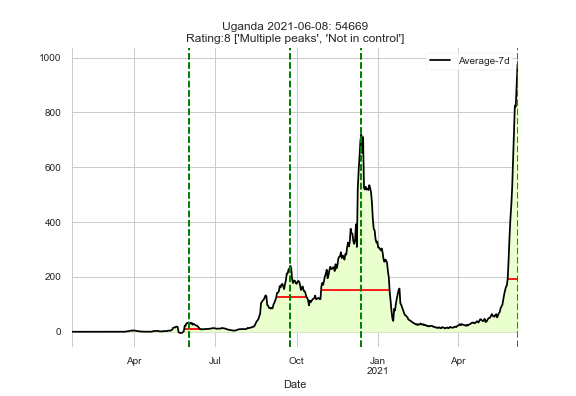 Uganda 2021-06-08: 54669
Rating:8 ['Multiple peaks', 'Not in control']
Average-7d
1000
800
600
400
200
0
Apr Jul Oct Jan Apr
2021
Date